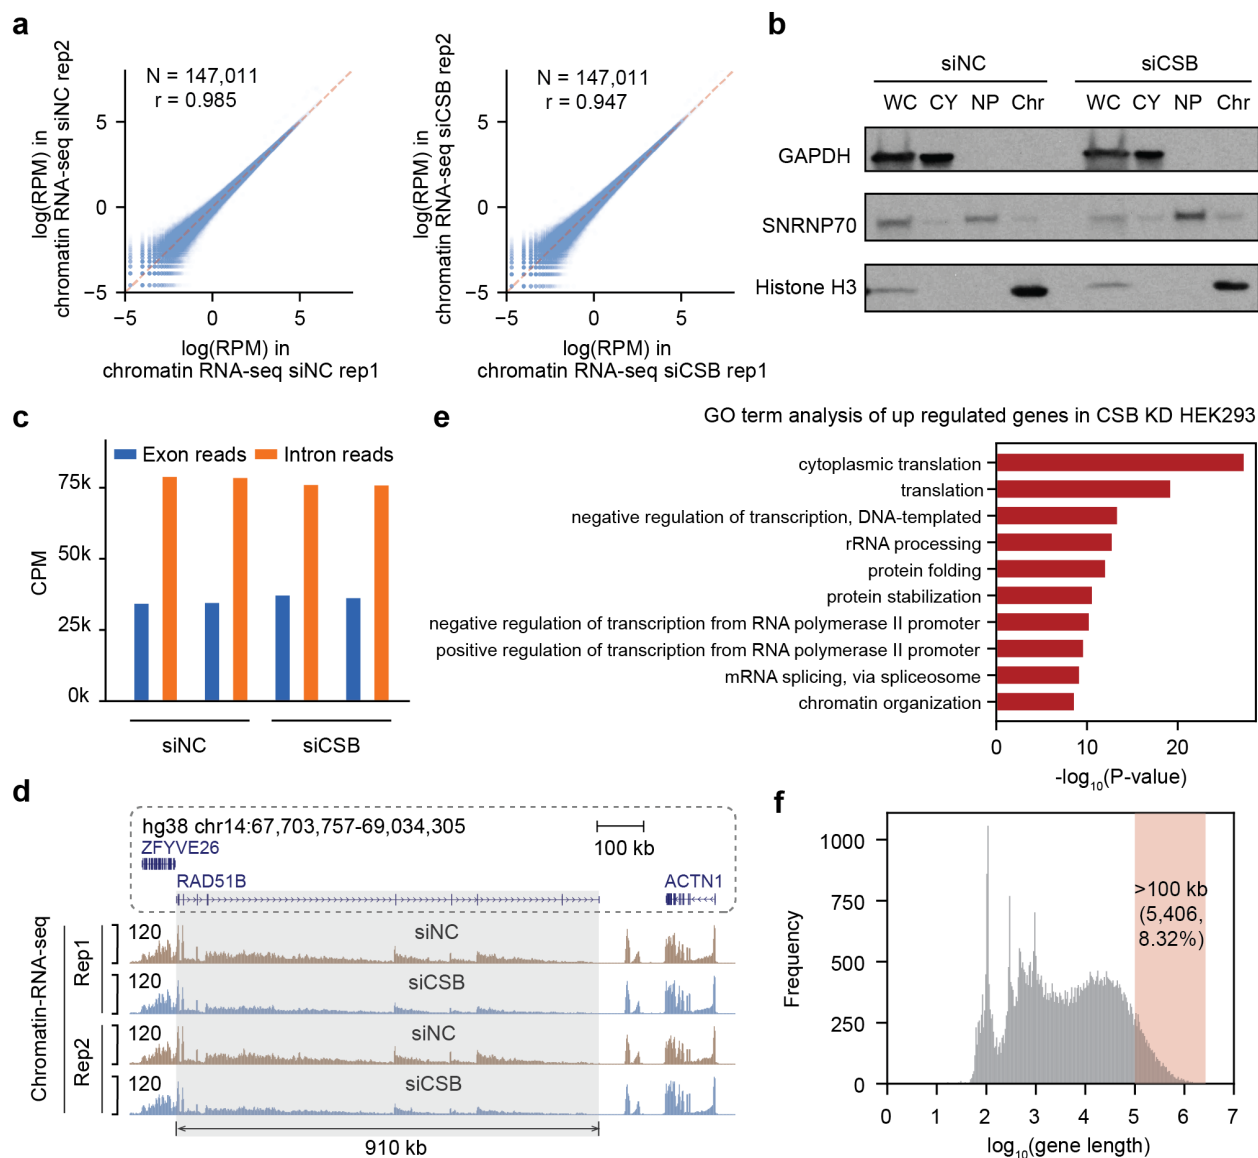 a
log(RPM) in
chromatin RNA-seq siNC rep2
N = 147,011
r = 0.985
5
0
−5
−5 0 5
log(RPM) in
chromatin RNA-seq siNC rep1
log(RPM) in
chromatin RNA-seq siCSB rep2
N = 147,011
r = 0.947
5
0
−5
−5 0 5
log(RPM) in
chromatin RNA-seq siCSB rep1
b
siNC siCSB
WC CY NP Chr WC CY NP Chr
GAPDH
SNRNP70
Histone H3
c
Exon reads Intron reads
CPM
75k
50k
25k
0k
siNC siCSB
e
GO term analysis of up regulated genes in CSB KD HEK293
cytoplasmic translation
translation
negative regulation of transcription, DNA-templated
rRNA processing
protein folding
protein stabilization
negative regulation of transcription from RNA polymerase II promoter
positive regulation of transcription from RNA polymerase II promoter
mRNA splicing, via spliceosome
chromatin organization
0 10 20
-log10(P-value)
d
hg38 chr14:67,703,757-69,034,305
100 kb
ZFYVE26
RAD51B
ACTN1
Chromatin-RNA-seq
Rep1
Rep2
120
siNC
120
siCSB
120
siNC
120
siCSB
910 kb
f
Frequency
1000
750
500
250
0
>100 kb
(5,406,
8.32%)
0 1 2 3 4 5 6 7
log10(gene length)